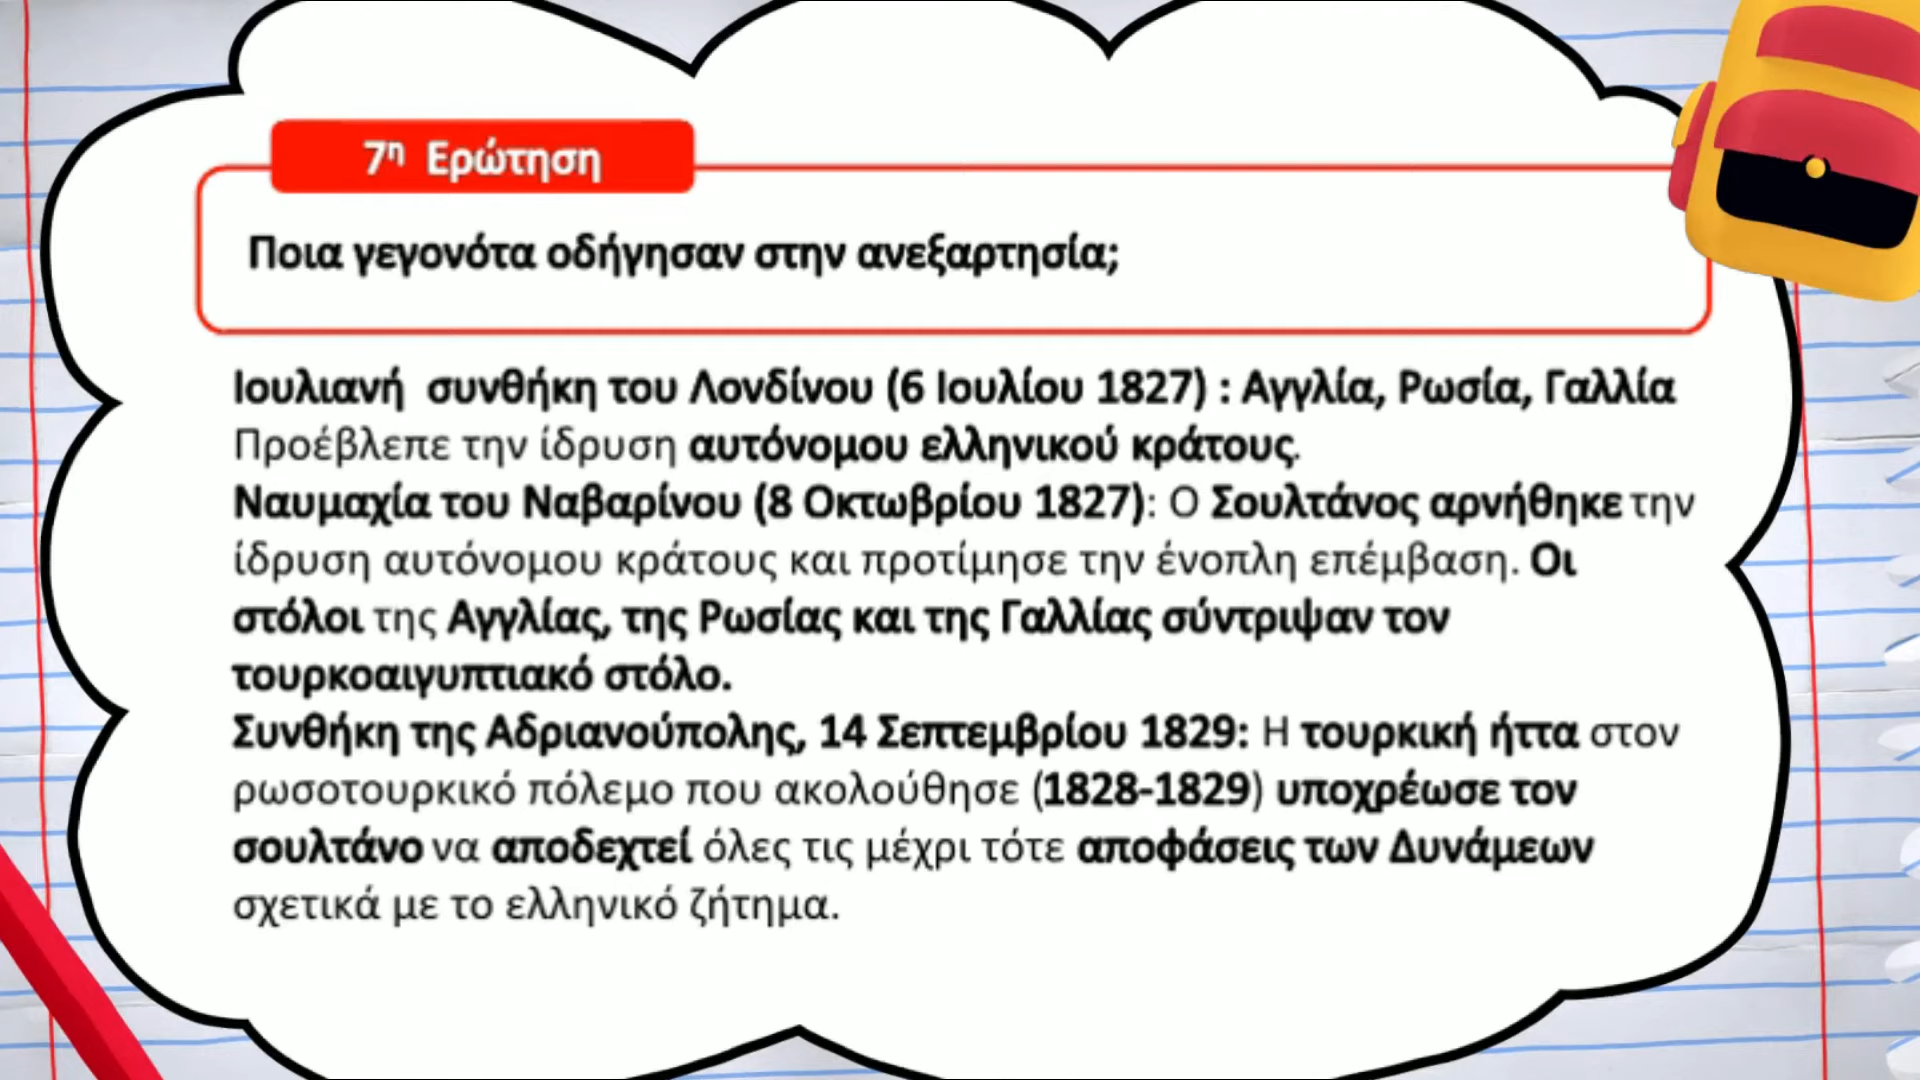 7η Ερώτηση
Ποια γεγονότα οδήγησαν στην ανεξαρτησία;
Ιουλιανή συνθήκη του Λονδίνου (6 Ιουλίου 1827) : Αγγλία, Ρωσία, Γαλλία
Προέβλεπε την ίδρυση αυτόνομου ελληνικού κράτους.
Ναυμαχία του Ναβαρίνου (8 Οκτωβρίου 1827): Ο Σουλτάνος αρνήθηκε την
ίδρυση αυτόνομου κράτους και προτίμησε την ένοπλη επέμβαση. Οι
στόλοι της Αγγλίας, της Ρωσίας και της Γαλλίας σύντριψαν τον
τουρκοαιγυπτιακό στόλο.
Συνθήκη της Αδριανούπολης, 14 Σεπτεμβρίου 1829: Η τουρκική ήττα στον
ρωσοτουρκικό πόλεμο που ακολούθησε (1828-1829) υποχρέωσε τον
σουλτάνο να αποδεχτεί όλες τις μέχρι τότε αποφάσεις των Δυνάμεων
σχετικά με το ελληνικό ζήτημα.